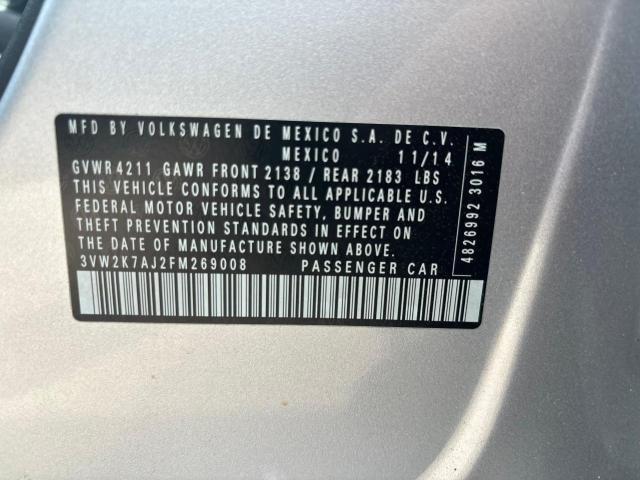 MFD BY VOLKSWAGEN DE MEXICO S.A. DE C.V.
MEXICO 11/14
GVWR 4211 GAWR FRONT 2138 / REAR 2183 LBS
THIS VEHICLE CONFORMS TO ALL APPLICABLE U.S.
FEDERAL MOTOR VEHICLE SAFETY, BUMPER AND
THEFT PREVENTION STANDARDS IN EFFECT ON
THE DATE OF MANUFACTURE SHOWN ABOVE.
3VW2K7AJ2FM269008 PASSENGER CAR
4826992 3016 M